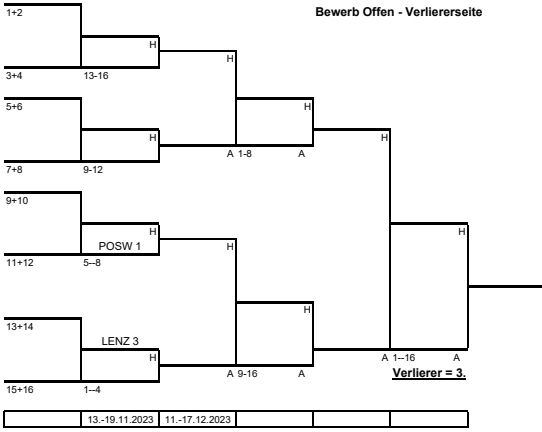 Bewerb Offen - Verliererseite
1+2
H
H
3+4 13-16
5+6
H
H
7+8 9-12 A 1-8 A
H
9+10
H
H
POSW 1
H
11+12 5--8
H
13+14
LENZ 3
H
A 1--16 A
15+16 1--4 A 9-16 A
Verlierer = 3.
13.-19.11.2023 11.-17.12.2023